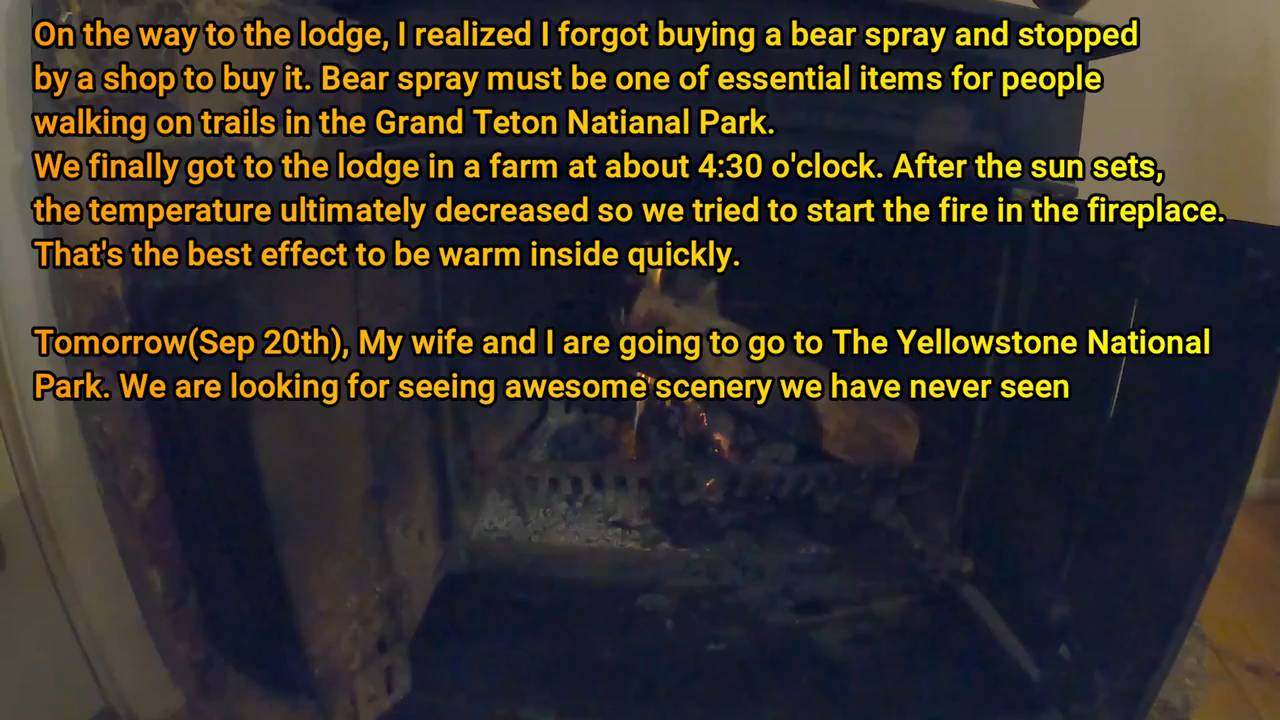 On the way to the lodge, I realized I forgot buying a bear spray and stopped
by a shop to buy it. Bear spray must be one of essential items for people
walking on trails in the Grand Teton Natianal Park.
We finally got to the lodge in a farm at about 4:30 o'clock. After the sun sets,
the temperature ultimately decreased so we tried to start the fire in the fireplace.
That's the best effect to be warm inside quickly.
Tomorrow(Sep 20th), My wife and I are going to go to The Yellowstone National
Park. We are looking for seeing awesome scenery we have never seen